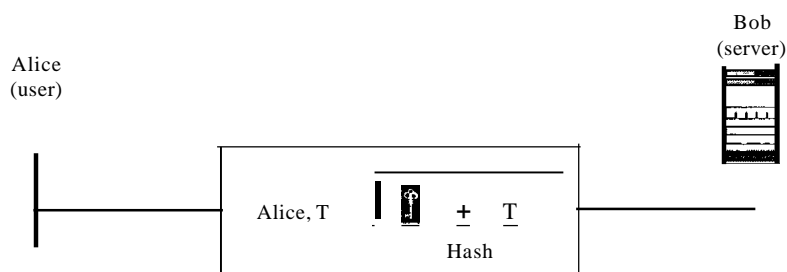 Bob
(server)
Alice
(user)
Alice, T + T
Hash